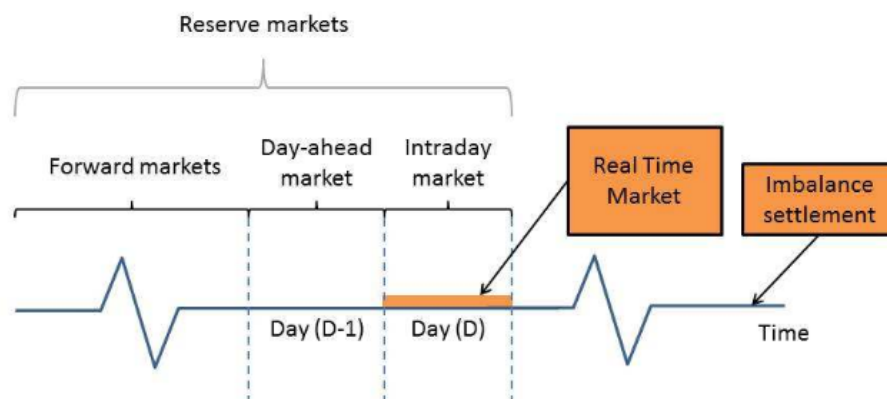 Reserve markets
Forward markets
Day-ahead
market
Intraday
market
Real Time
Market
Imbalance
settlement
Day (D-1)
Day (D)
Time